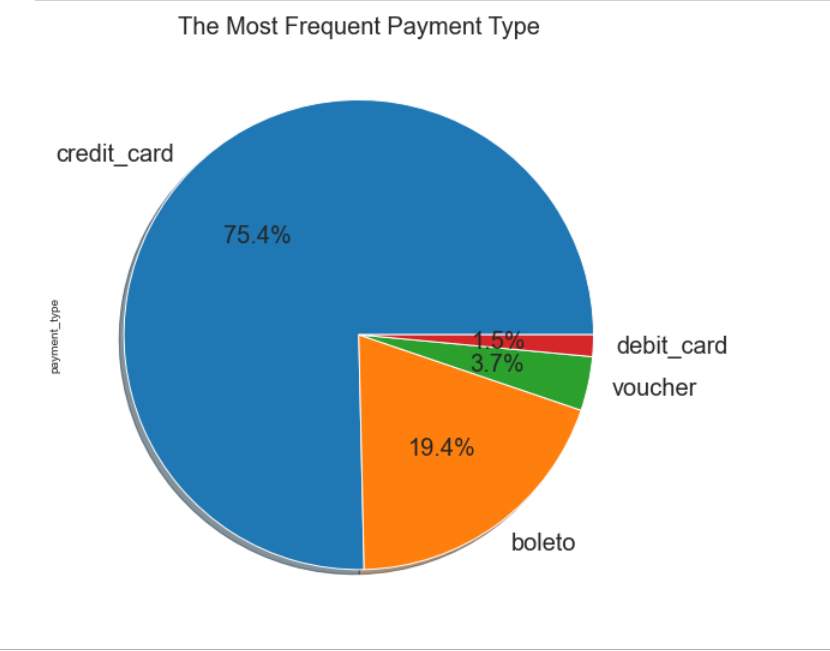 The Most Frequent Payment Type
credit_card
75.4%
payment_type
1.5%
debit_card
3.7%
voucher
19.4%
boleto